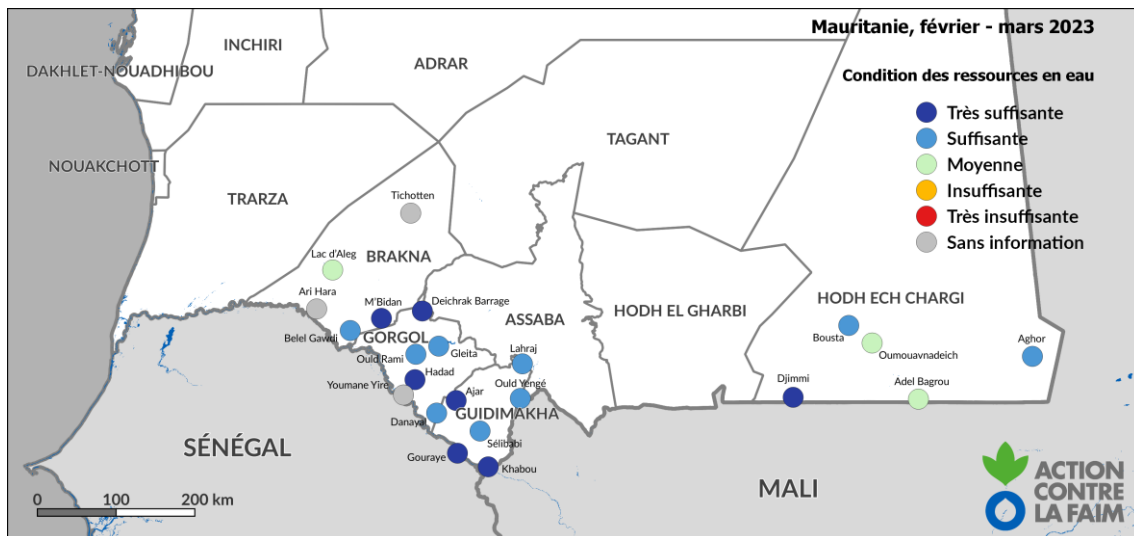 Mauritanie, février - mars 2023
Condition des ressources en eau
Très suffisante
Suffisante
Moyenne
Insuffisante
Très insuffisante
Sans information
INCHIRI
DAKHLET-NOUADHIBOU
ADRAR
TAGANT
NOUAKCHOTT
TRARZA
Tichotten
BRAKNA
Lac d'Aleg
Ari Hara
M'Bidan
Deichrak Barrage
HODH ECH CHARGI
HODH EL GHARBI
ASSABA
Belel Gawdi
GORGOL
Bousta
Oumouavnadeich
Aghor
Ould Rami
Gleita
Lahraj
Hadad
Youmane Yire
Ajar
Ould Yengé
Djimmi
Adel Bagrou
Danayal
GUIDIMAKHA
Sélibabi
SÉNÉGAL
Gouraye
Khabou
MALI
0 100 200 km
ACTION
CONTRE
LA FAIM